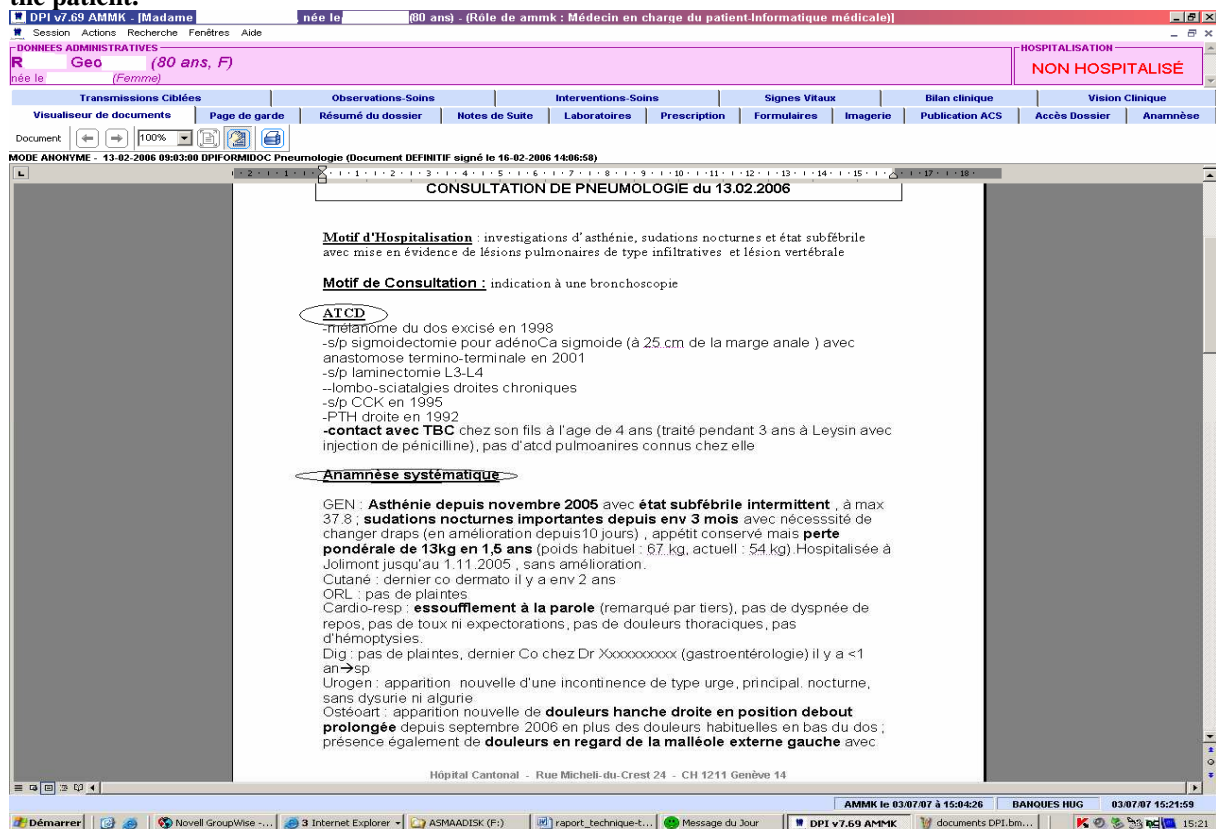 the patient.
DPI v7.69 AMMK - [Madame , née le (80 ans) - (Rôle de ammk : Médecin en charge du patient-Informatique médicale)]
Session Actions Recherche Fenêtres Aide
DONNEES ADMINISTRATIVES
HOSPITALISATION
R Geo (80 ans, F)
NON HOSPITALISÉ
née le (Femme)
Transmissions Ciblées Observations-Soins Interventions-Soins Signes Vitaux Bilan clinique Vision Clinique
Visualiseur de documents Page de garde Résumé du dossier Notes de Suite Laboratoires Prescription Formulaires Imagerie Publication ACS Accès Dossier Anamnèse
Document 100%
MODE ANONYME - 13-02-2006 09:03:00 DPIFORMIDOC Pneumologie (Document DEFINITIF signé le 16-02-2006 14:06:58)
L 2 1 1 2 3 4 5 6 7 8 9 10 11 12 13 14 15 17 18
CONSULTATION DE PNEUMOLOGIE du 13.02.2006
Motif d'Hospitalisation : investigations d'asthénie, sudations nocturnes et état subfébrile
avec mise en évidence de lésions pulmonaires de type infiltratives et lésion vertébrale
Motif de Consultation : indication à une bronchoscopie
ATCD
-mélanome du dos excisé en 1998
-s/p sigmoidectomie pour adénoCa sigmoide (à 25 cm de la marge anale ) avec
anastomose termino-terminale en 2001
-s/p laminectomie L3-L4
--lombo-sciatalgies droites chroniques
-s/p CCK en 1995
-PTH droite en 1992
-contact avec TBC chez son fils à l'age de 4 ans (traité pendant 3 ans à Leysin avec
injection de pénicilline), pas d'atcd pulmoanires connus chez elle
Anamnèse systématique
GEN : Asthénie depuis novembre 2005 avec état subfébrile intermittent , à max
37.8 ; sudations nocturnes importantes depuis env 3 mois avec nécesssité de
changer draps (en amélioration depuis10 jours) , appétit conservé mais perte
pondérale de 13kg en 1,5 ans (poids habituel : 67 kg, actuell : 54 kg).Hospitalisée à
Jolimont jusqu'au 1.11.2005 , sans amélioration.
Cutané : dernier co dermato il y a env 2 ans
ORL : pas de plaintes
Cardio-resp : essoufflement à la parole (remarqué par tiers), pas de dyspnée de
repos, pas de toux ni expectorations, pas de douleurs thoraciques, pas
d'hémoptysies.
Dig : pas de plaintes, dernier Co chez Dr Xxxxxxxxx (gastroentérologie) il y a <1
an→sp
Urogen : apparition nouvelle d'une incontinence de type urge, principal. nocturne,
sans dysurie ni algurie
Ostéoart : apparition nouvelle de douleurs hanche droite en position debout
prolongée depuis septembre 2006 en plus des douleurs habituelles en bas du dos ;
présence également de douleurs en regard de la malléole externe gauche avec
Hôpital Cantonal - Rue Micheli-du-Crest 24 - CH 1211 Genève 14
AMMK le 03/07/07 à 15:04:26 BANQUES HUG 03/07/07 15:21:59
Démarrer Novell GroupWise -... 3 Internet Explorer ASMAADISK (F:) raport_technique-t... Message du Jour DPI v7.69 AMMK documents DPI.bm... 15:21